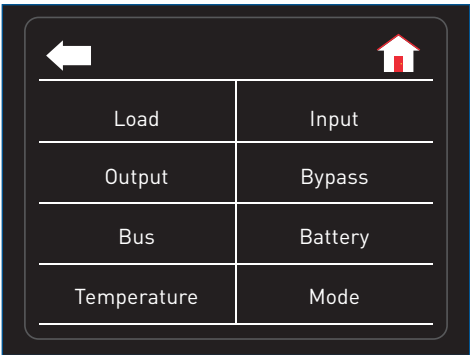 Load Input
Output Bypass
Bus Battery
Temperature Mode